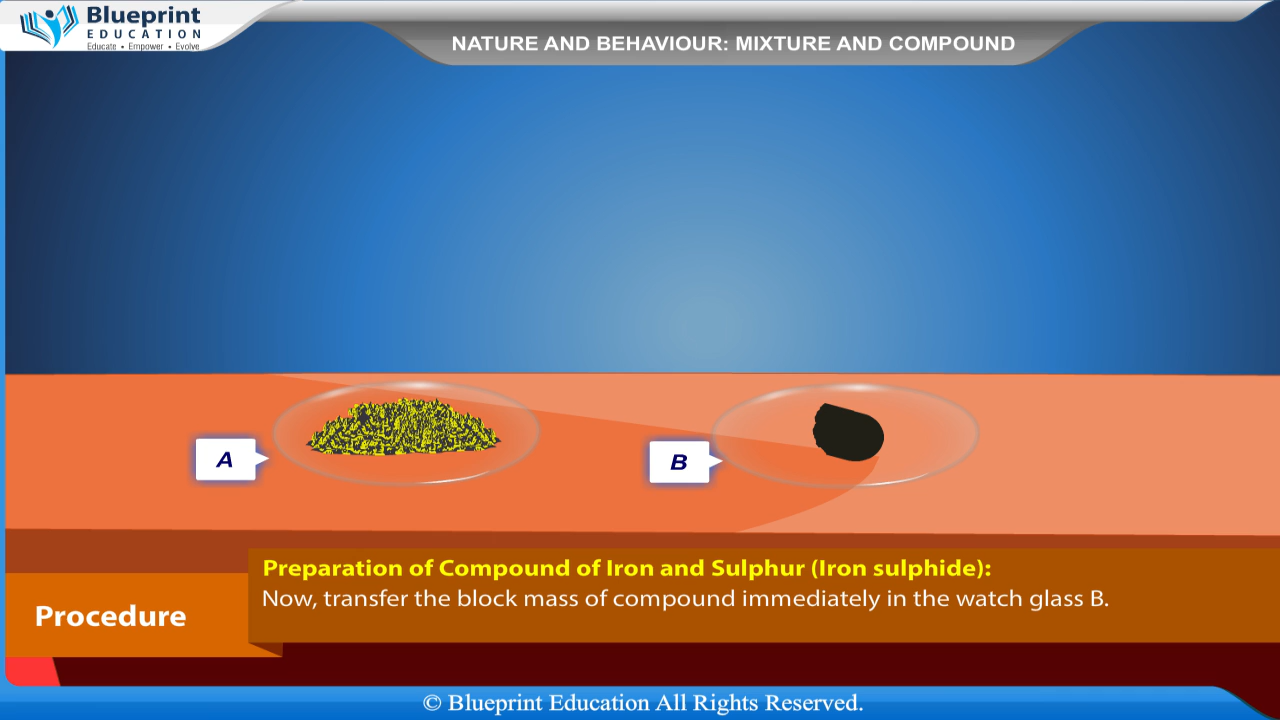 Blueprint
EDUCATION
Educate • Empower • Evolve
NATURE AND BEHAVIOUR: MIXTURE AND COMPOUND
A
B
Preparation of Compound of Iron and Sulphur (Iron sulphide):
Now, transfer the block mass of compound immediately in the watch glass B.
Procedure
© Blueprint Education All Rights Reserved.